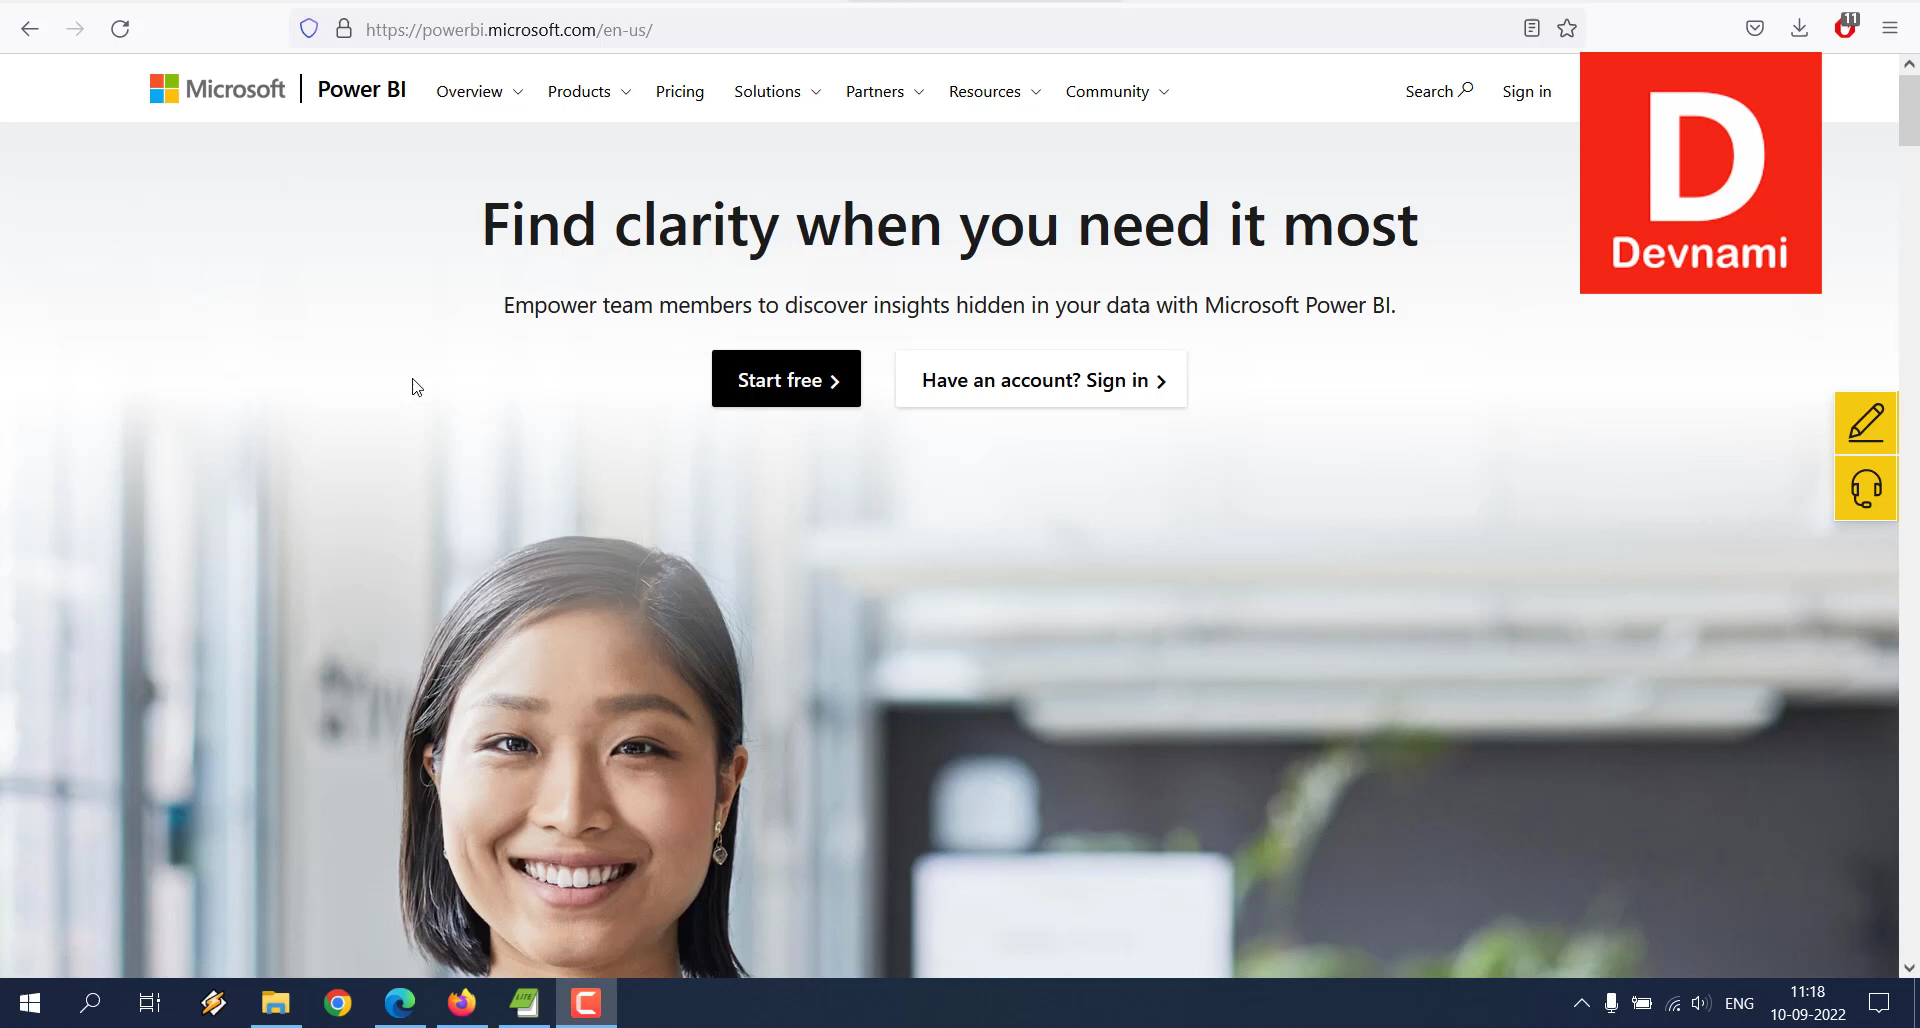 https://powerbi.microsoft.com/en-us/
11
Microsoft
Power BI
Overview
Products
Pricing
Solutions
Partners
Resources
Community
Search
Sign in
D
Devnami
Find clarity when you need it most
Empower team members to discover insights hidden in your data with Microsoft Power BI.
Start free
Have an account? Sign in
LITE
C
ENG
11:18
10-09-2022